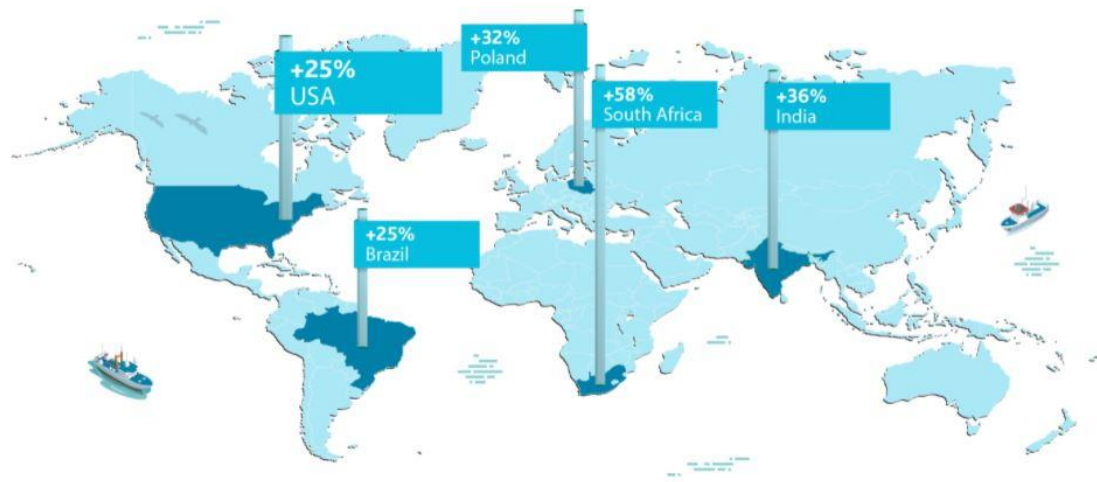 +32%
Poland
+25%
USA
+58%
South Africa
+36%
India
+25%
Brazil